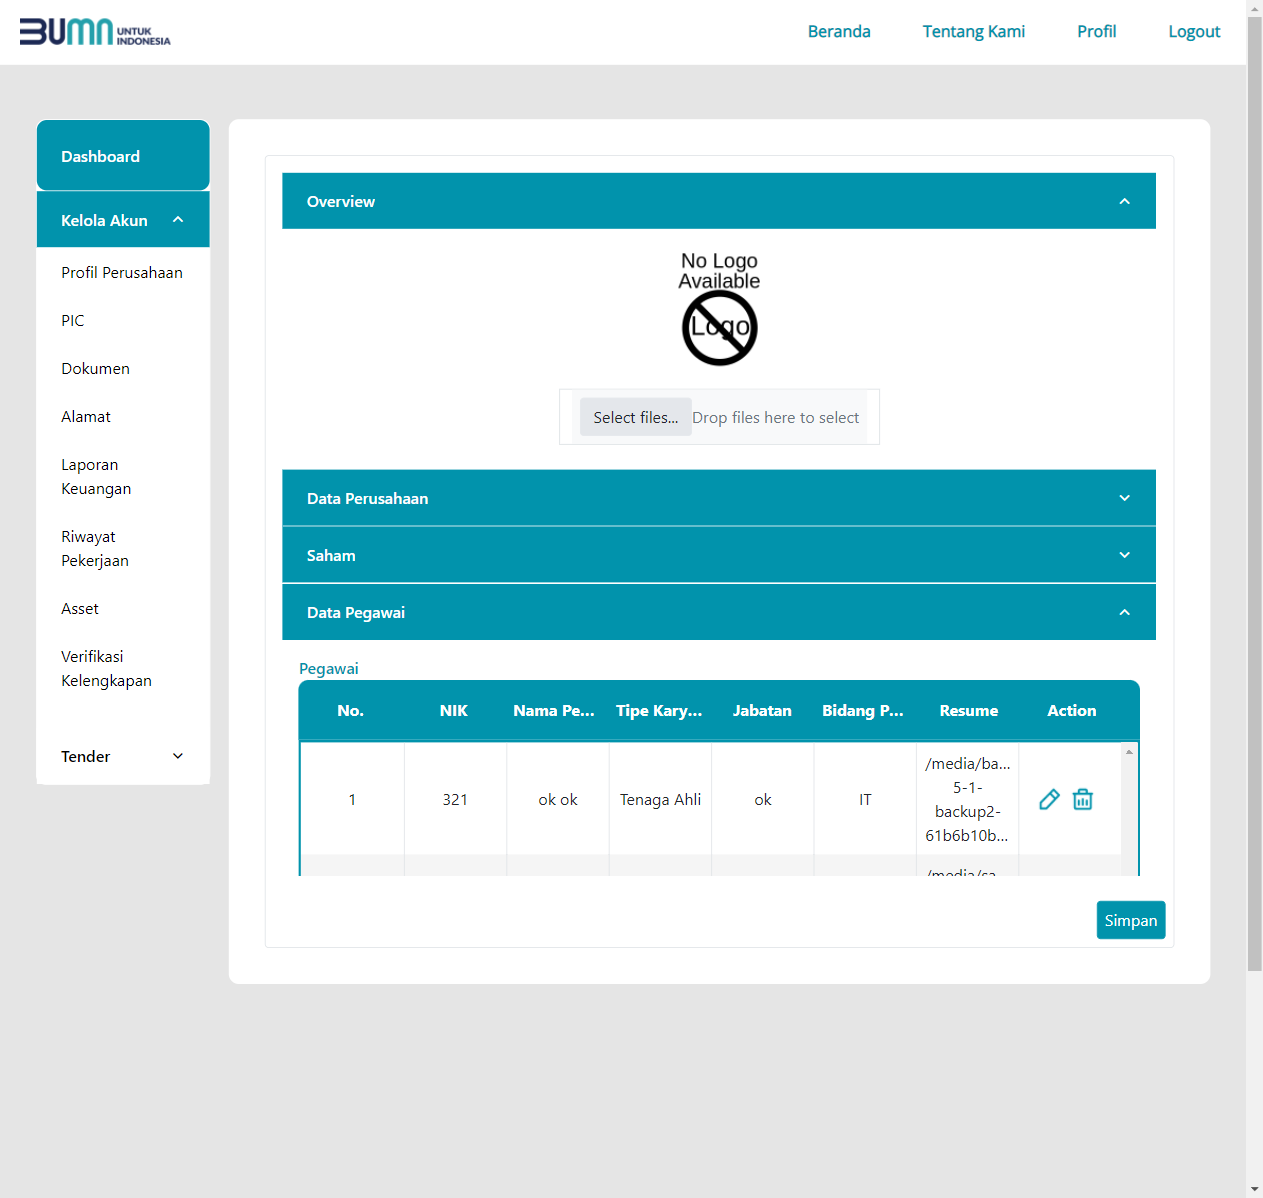 BUMN UNTUK INDONESIA
Beranda
Tentang Kami
Profil
Logout
Dashboard
Kelola Akun
Profil Perusahaan
PIC
Dokumen
Alamat
Laporan
Keuangan
Riwayat
Pekerjaan
Asset
Verifikasi
Kelengkapan
Tender
Overview
No Logo
Available
Logo
Select files...
Drop files here to select
Data Perusahaan
Saham
Data Pegawai
Pegawai
No. NIK Nama Pe... Tipe Kary... Jabatan Bidang P... Resume Action
1 321 ok ok Tenaga Ahli ok IT
/media/ba...
5-1-
backup2-
61b6b10b...
/media/sa...
Simpan